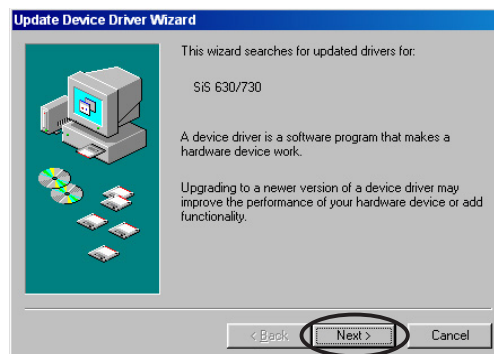 Update Device Driver Wizard
This wizard searches for updated drivers for:
SiS 630/730
A device driver is a software program that makes a
hardware device work.
Upgrading to a newer version of a device driver may
improve the performance of your hardware device or add
functionality.
< Back
Next >
Cancel